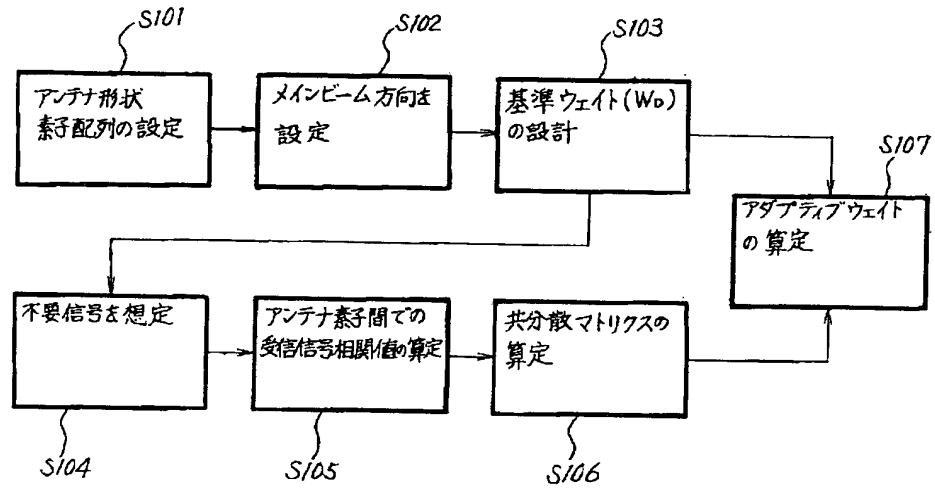 S101
アンテナ形状
素子配列の設定
S102
メインビーム方向を
設定
S103
基準ウェイト(WD)
の設計
S107
アダプティブウェイト
の算定
不要信号を想定
S104
アンテナ素子間での
受信信号相関値の算定
S105
共分散マトリクスの
算定
S106